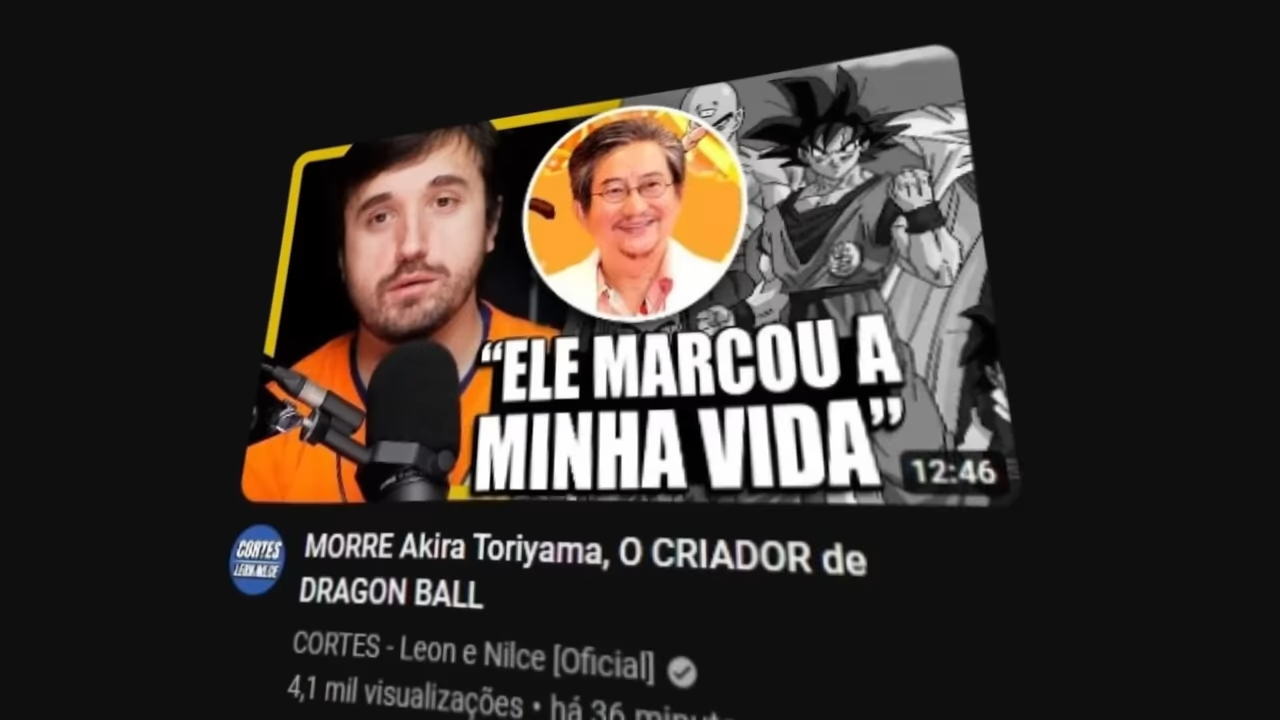 “ELE MARCOU A
MINHA VIDA”
12:46
CORTES
LEON NILCE
MORRE Akira Toriyama, O CRIADOR de
DRAGON BALL
CORTES - Leon e Nilce [Oficial]
4,1 mil visualizações • há 36